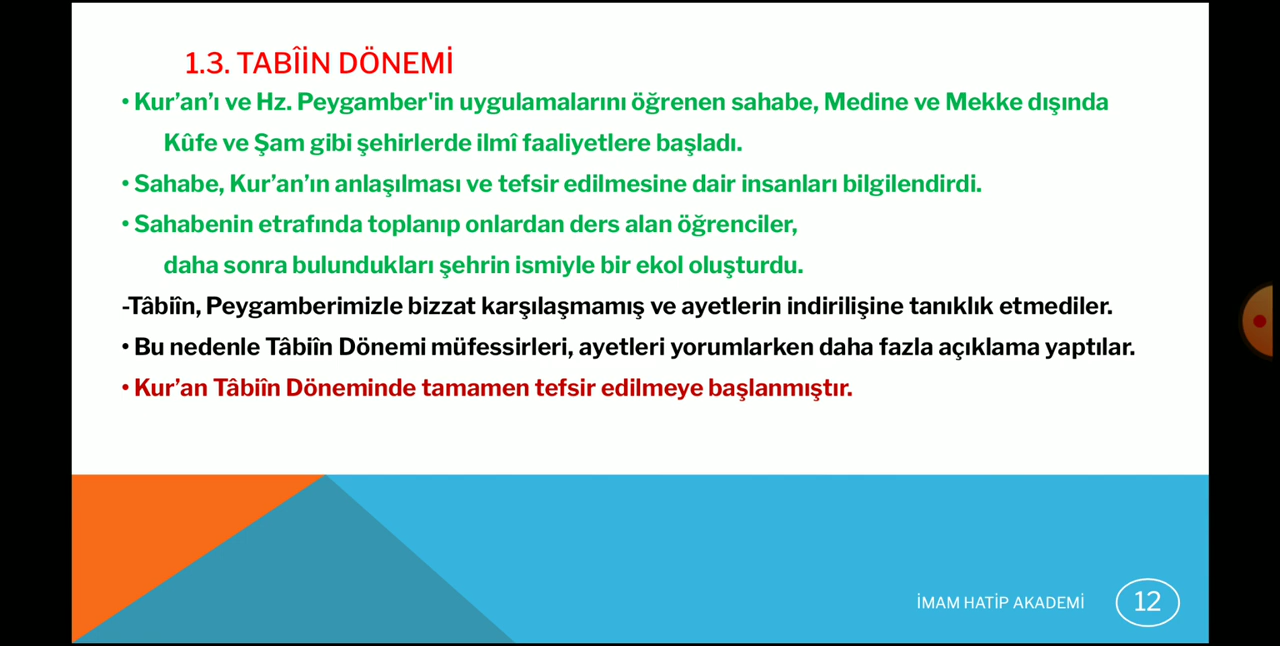 1.3. TABÎİN DÖNEMİ
• Kur’an’ı ve Hz. Peygamber'in uygulamalarını öğrenen sahabe, Medine ve Mekke dışında
Kûfe ve Şam gibi şehirlerde ilmî faaliyetlere başladı.
• Sahabe, Kur’an’ın anlaşılması ve tefsir edilmesine dair insanları bilgilendirdi.
• Sahabenin etrafında toplanıp onlardan ders alan öğrenciler,
daha sonra bulundukları şehrin ismiyle bir ekol oluşturdu.
-Tâbiîn, Peygamberimizle bizzat karşılaşmamış ve ayetlerin indirilişine tanıklık etmediler.
• Bu nedenle Tâbiîn Dönemi müfessirleri, ayetleri yorumlarken daha fazla açıklama yaptılar.
• Kur’an Tâbiîn Döneminde tamamen tefsir edilmeye başlanmıştır.
İMAM HATİP AKADEMİ
12